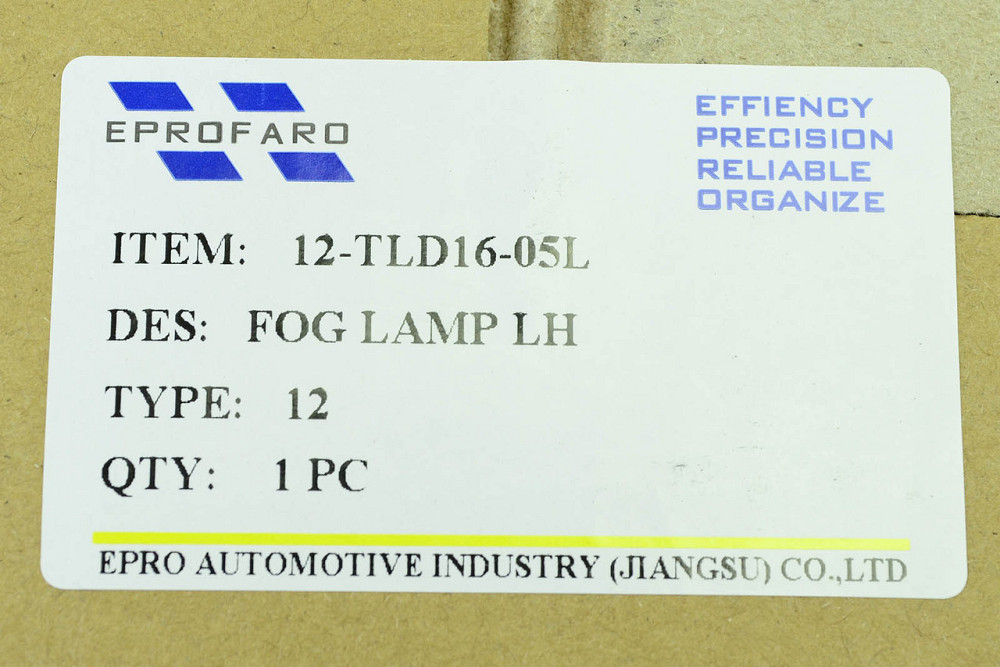 EPROFARO
EFFIENCY
PRECISION
RELIABLE
ORGANIZE
ITEM: 12-TLD16-05L
DES: FOG LAMP LH
TYPE: 12
QTY: 1 PC
EPRO AUTOMOTIVE INDUSTRY (JIANGSU) CO.,LTD